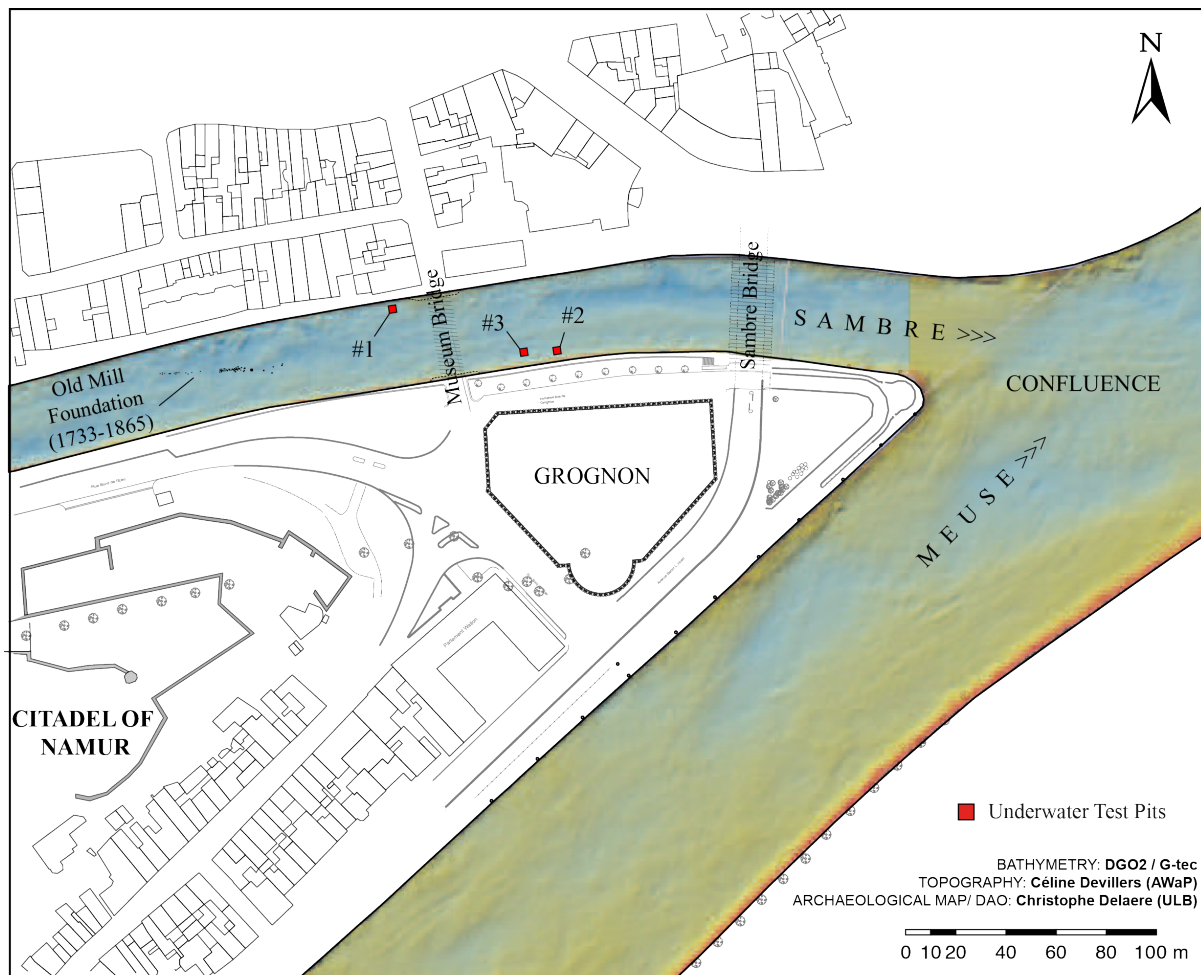 N
Museum Bridge
Sambre Bridge
#1
#3
#2
SAMBRE >>>
Old Mill
Foundation
(1733-1865)
CONFLUENCE
GROGNON
MEUSE >>>
Parlement Wallon
CITADEL OF
NAMUR
Underwater Test Pits
BATHYMETRY: DGO2 / G-tec
TOPOGRAPHY: Céline Devillers (AWaP)
ARCHAEOLOGICAL MAP/ DAO: Christophe Delaere (ULB)
0 10 20 40 60 80 100 m